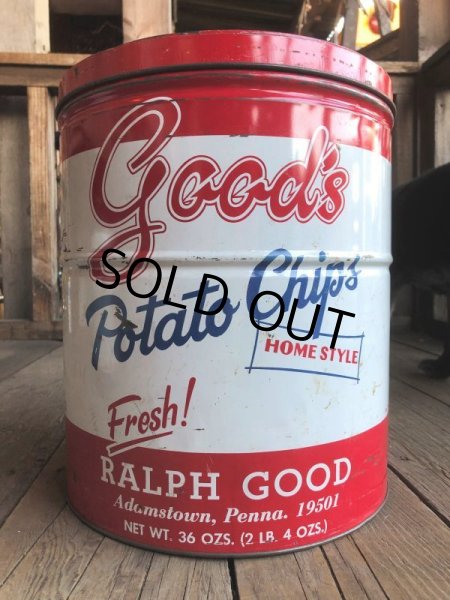 Good's
Potato Chips
SOLD OUT
HOME STYLE
Fresh!
RALPH GOOD
Adamstown, Penna. 19501
NET WT. 36 OZS. (2 LB. 4 OZS.)